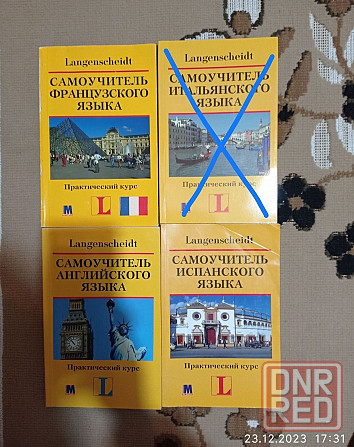 Langenscheidt
САМОУЧИТЕЛЬ
ФРАНЦУЗСКОГО
ЯЗЫКА
Практический курс
М L
Langenscheidt
САМОУЧИТЕЛЬ
ИТАЛЬЯНСКОГО
ЯЗЫКА
Практический курс
М L
Langenscheidt
САМОУЧИТЕЛЬ
АНГЛИЙСКОГО
ЯЗЫКА
Практический курс
М L
Langenscheidt
САМОУЧИТЕЛЬ
ИСПАНСКОГО
ЯЗЫКА
Практический курс
М L
DNR
RED
23.12.2023 17:31